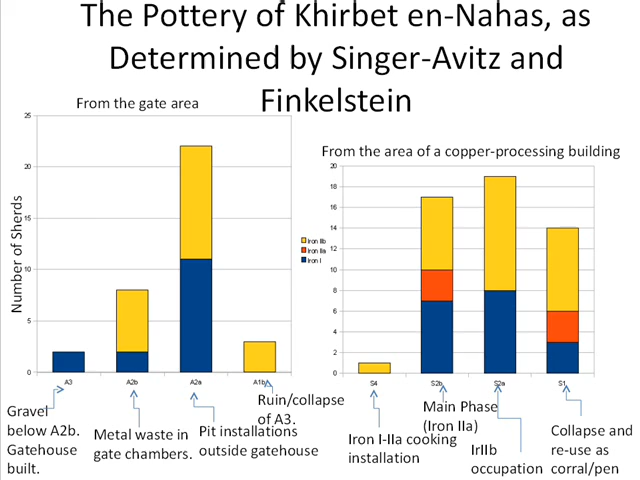 The Pottery of Khirbet en-Nahas, as
Determined by Singer-Avitz and
Finkelstein
From the gate area
Number of Sherds
25
20
15
10
5
0
A3
A2b
A2a
A1b
Gravel
below A2b.
Gatehouse
built.
Metal waste in
gate chambers.
Pit installations
outside gatehouse
Ruin/collapse
of A3.
Iron IIb
Iron IIa
Iron I
From the area of a copper-processing building
20
18
16
14
12
10
8
6
4
2
0
S4
S2b
S2a
S1
Iron I-IIa cooking
installation
Main Phase
(Iron IIa)
IrIIb
occupation
Collapse and
re-use as
corral/pen